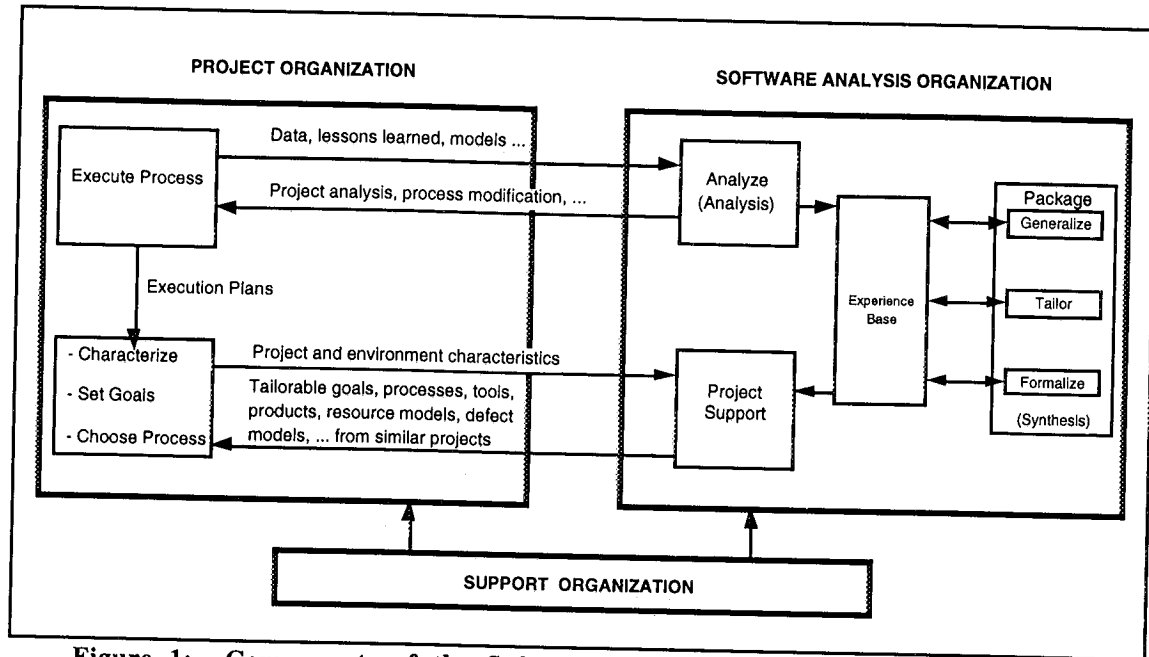 PROJECT ORGANIZATION
SOFTWARE ANALYSIS ORGANIZATION
Execute Process
Data, lessons learned, models ...
Project analysis, process modification, ...
Analyze
(Analysis)
Package
Generalize
Experience
Base
Tailor
Formalize
(Synthesis)
Execution Plans
- Characterize
- Set Goals
- Choose Process
Project and environment characteristics
Tailorable goals, processes, tools,
products, resource models, defect
models, ... from similar projects
Project
Support
SUPPORT ORGANIZATION
Figure 1: of the